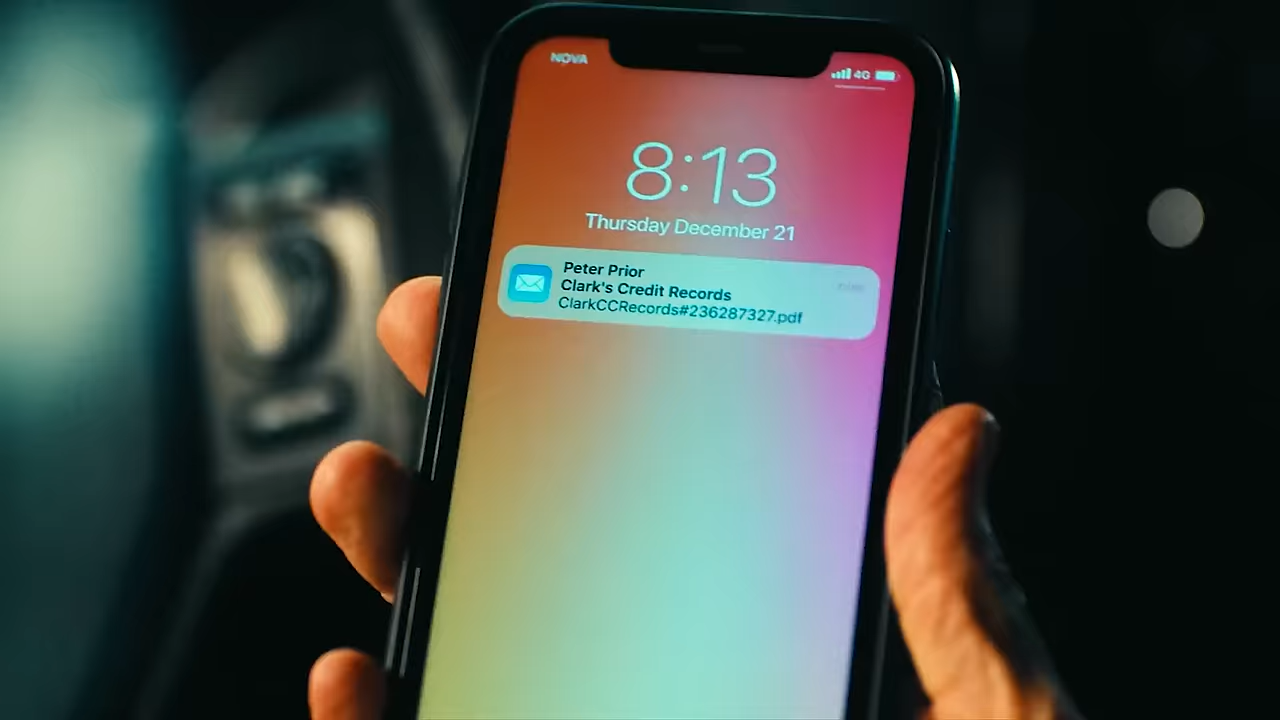 NOVA
4G
8:13
Thursday December 21
Peter Prior
Clark's Credit Records
ClarkCCRecords#236287327.pdf